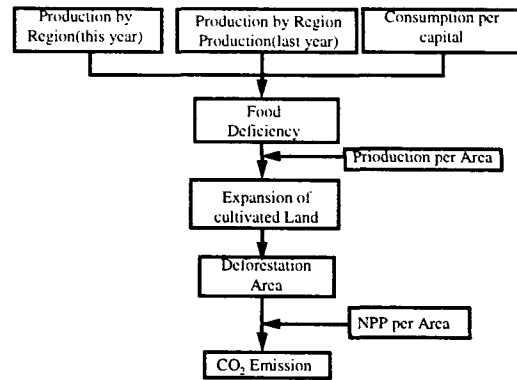 Production by
Region(this year)
Production by Region
Production(last year)
Consumption per
capital
Food
Deficiency
Prioduction per Area
Expansion of
cultivated Land
Deforestation
Area
NPP per Area
CO₂ Emission